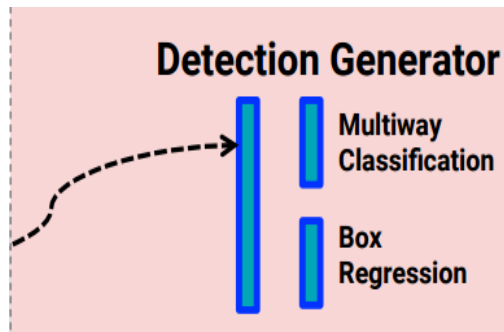 Detection Generator
Multiway
Classification
Box
Regression